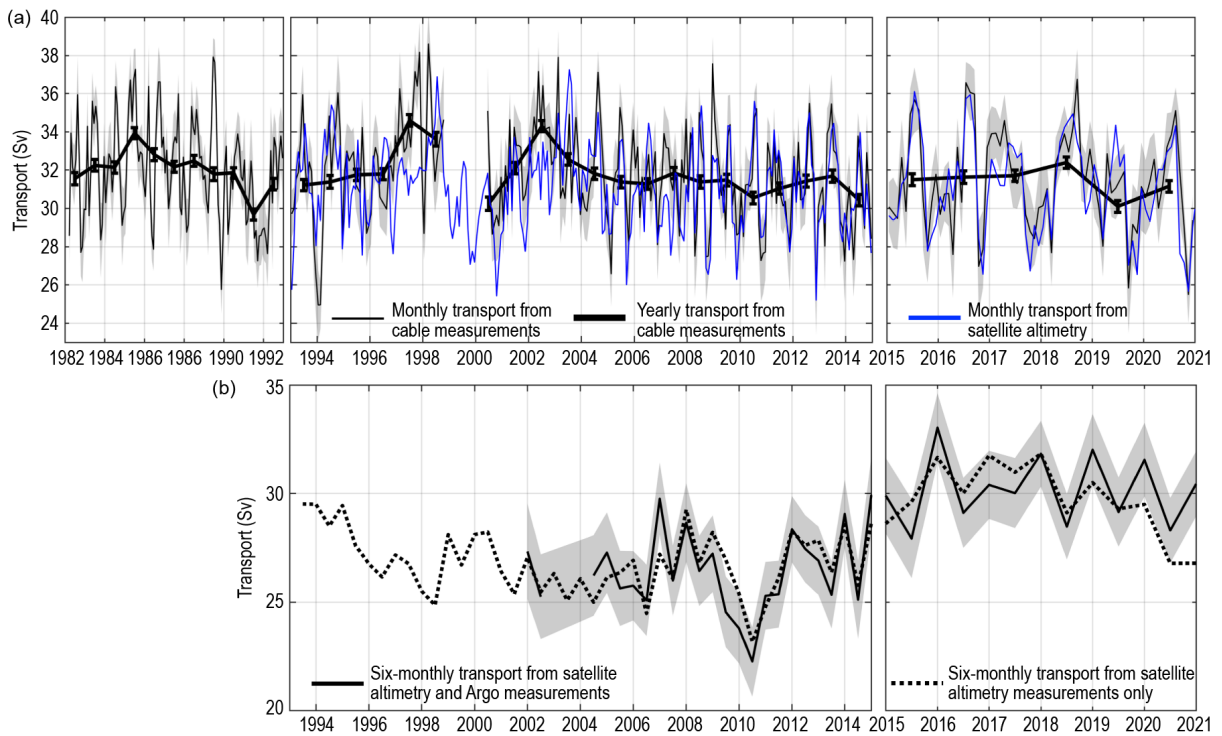 (a)
40
38
36
34
32
30
28
26
24
Transport (Sv)
Monthly transport from
cable measurements
Yearly transport from
cable measurements
Monthly transport from
satellite altimetry
1982 1984 1986 1986 1990 1992
1994 1996 1998 2000 2002 2004 2006 2008 2010 2012 2014
2015 2016 2017 2018 2019 2020 2021
(b)
35
30
25
20
Transport (Sv)
Six-monthly transport from satellite
altimetry and Argo measurements
Six-monthly transport from satellite
altimetry measurements only
1994 1996 1998 2000 2002 2004 2006 2008 2010 2012 2014
2015 2016 2017 2018 2019 2020 2021